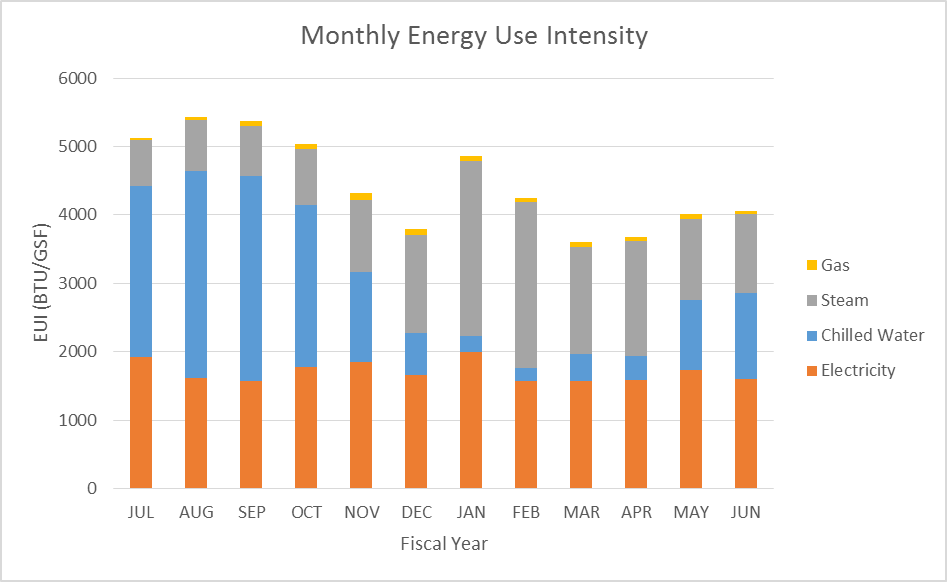 Monthly Energy Use Intensity
6000
5000
4000
3000
2000
1000
0
EUI (BTU/GSF)
JUL AUG SEP OCT NOV DEC JAN FEB MAR APR MAY JUN
Fiscal Year
Gas
Steam
Chilled Water
Electricity